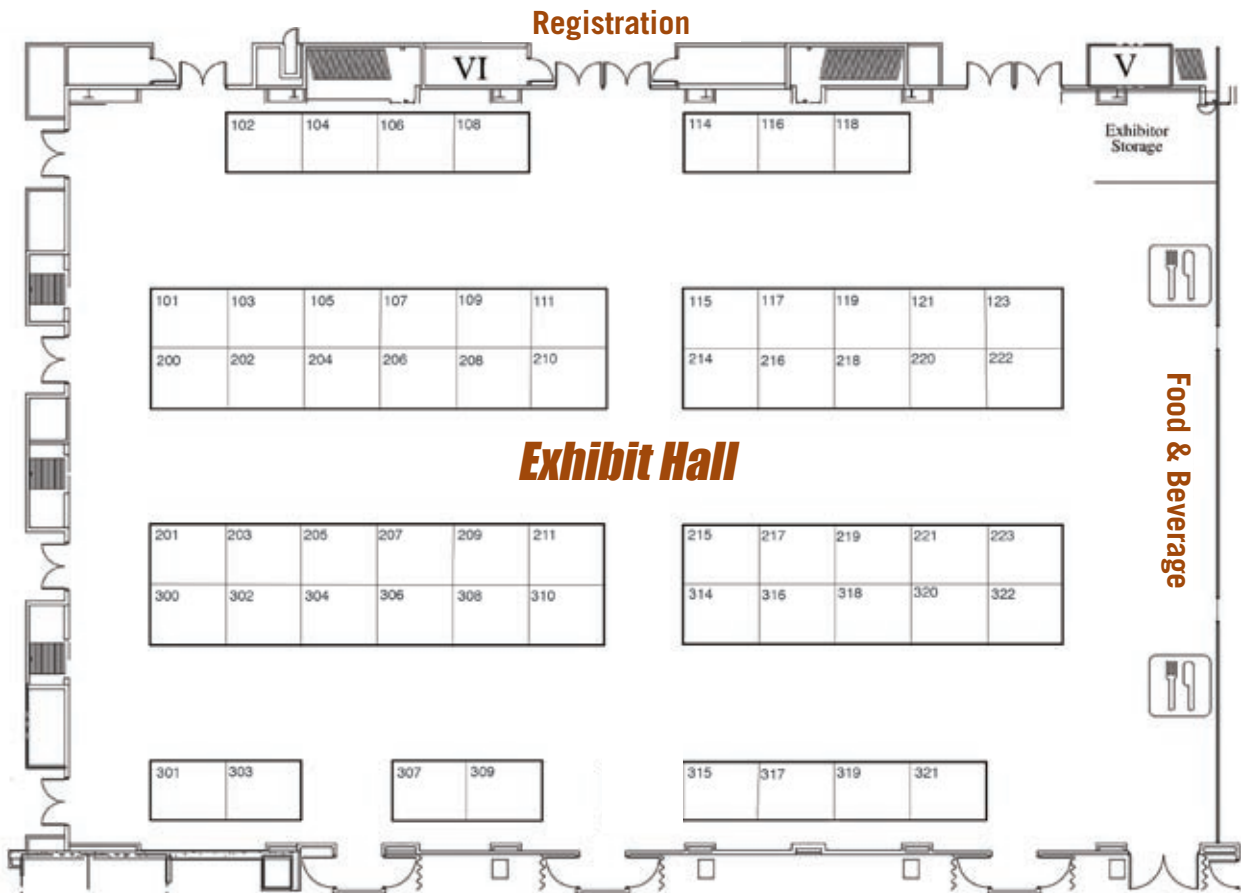 Registration
VI
V
102 104 106 108
114 116 118
Exhibitor
Storage
101 103 105 107 109 111
115 117 119 121 123
200 202 204 206 208 210
214 216 218 220 222
Food & Beverage
Exhibit Hall
201 203 205 207 209 211
215 217 219 221 223
300 302 304 306 308 310
314 316 318 320 322
301 303
307 309
315 317 319 321